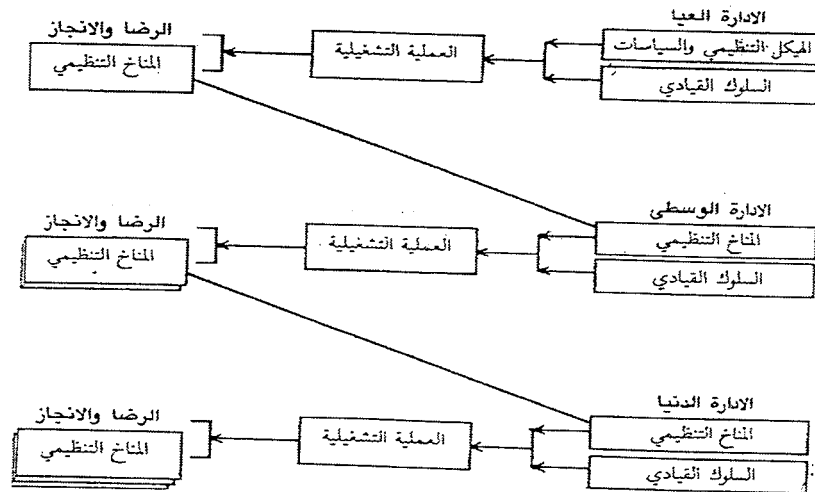 الادارة العيا
الهيكل التنظيمي والسياسات
السلوك القيادي
العملية التشغيلية
الرضا والانجاز
المناخ التنظيمي
الادارة الوسطى
المناخ التنظيمي
السلوك القيادي
العملية التشغيلية
الرضا والانجاز
المناخ التنظيمي
الادارة الدنيا
المناخ التنظيمي
السلوك القيادي
العملية التشغيلية
الرضا والانجاز
المناخ التنظيمي